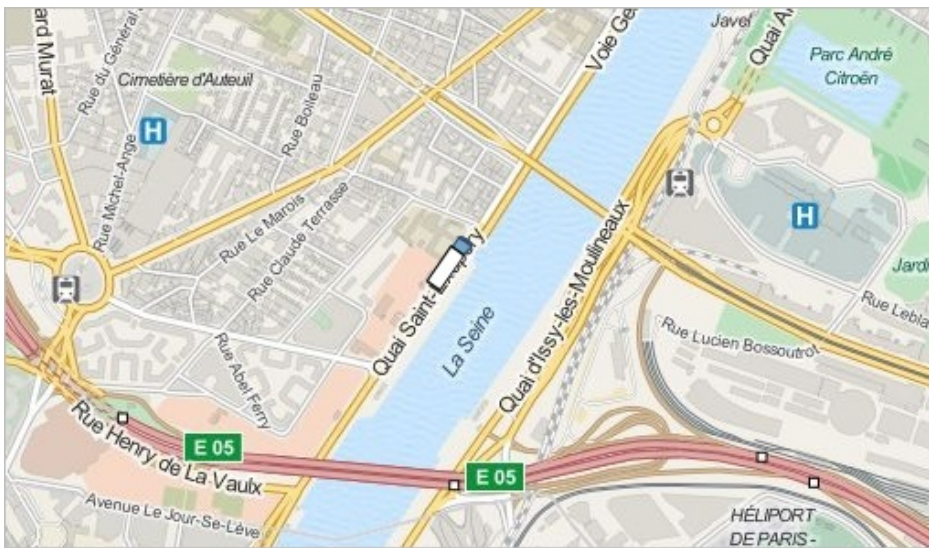 ard Murat
Rue du Général
Cimetière d'Auteuil
Rue Boileau
H
Rue Michel-Ange
Rue Le Marois
Rue Claude Terrasse
Voie Ge
Javel
Quai A
Parc André
Citroën
H
Jardi
Rue Lebla
Rue Lucien Bossoutrot
Quai Saint-
La Seine
Quai d'Issy-les-Moulineaux
Rue Abel Ferry
Rue Henry de La Vaulx
E 05
E 05
Avenue Le Jour-Se-Lève
HÉLIPORT
DE PARIS -